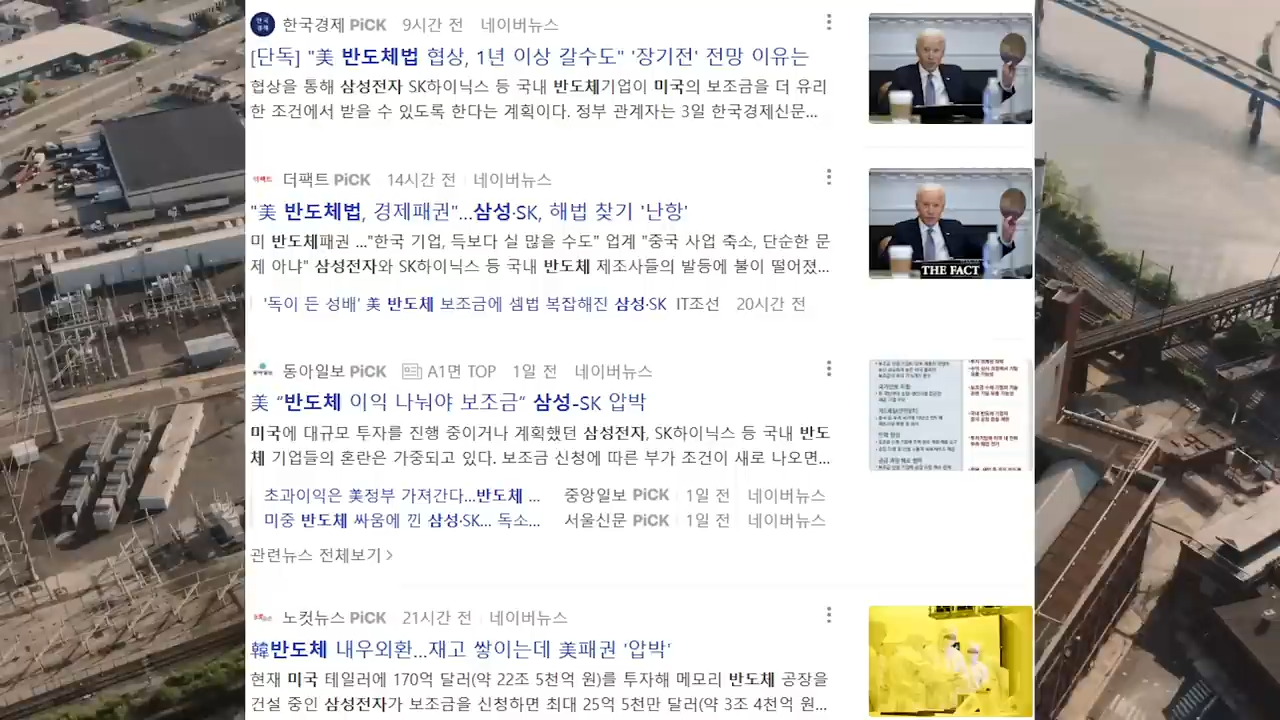 한국경제 PiCK 9시간 전 네이버뉴스
[단독] "美 반도체법 협상, 1년 이상 갈수도" '장기전' 전망 이유는
협상을 통해 삼성전자 SK하이닉스 등 국내 반도체기업이 미국의 보조금을 더 유리
한 조건에서 받을 수 있도록 한다는 계획이다. 정부 관계자는 3일 한국경제신문...
더팩트 PiCK 14시간 전 네이버뉴스
"美 반도체법, 경제패권"...삼성·SK, 해법 찾기 '난항'
미 반도체패권 ..."한국 기업, 득보다 실 많을 수도" 업계 "중국 사업 축소, 단순한 문
제 아냐" 삼성전자와 SK하이닉스 등 국내 반도체 제조사들의 발등에 불이 떨어졌...
THE FACT
'독이 든 성배' 美 반도체 보조금에 셈법 복잡해진 삼성·SK IT조선 20시간 전
동아일보 PiCK A1면 TOP 1일 전 네이버뉴스
美 “반도체 이익 나눠야 보조금“ 삼성-SK 압박
미국에 대규모 투자를 진행 중이거나 계획했던 삼성전자, SK하이닉스 등 국내 반도
체 기업들의 혼란은 가중되고 있다. 보조금 신청에 따른 부가 조건이 새로 나오면...
초과이익은 美정부 가져간다...반도체 ... 중앙일보 PiCK 1일 전 네이버뉴스
미중 반도체 싸움에 낀 삼성·SK... 독소... 서울신문 PiCK 1일 전 네이버뉴스
관련뉴스 전체보기 >
노컷뉴스 PiCK 21시간 전 네이버뉴스
韓반도체 내우외환...재고 쌓이는데 美패권 '압박'
현재 미국 테일러에 170억 달러(약 22조 5천억 원)를 투자해 메모리 반도체 공장을
건설 중인 삼성전자가 보조금을 신청하면 최대 25억 5천만 달러(약 3조 4천억 원...